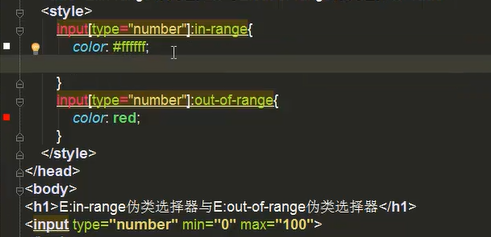 <style>
input[type="number"]:in-range{
color: #ffffff;
}
input[type="number"]:out-of-range{
color: red;
}
</style>
</head>
<body>
<h1>E:in-range伪类选择器与E:out-of-range伪类选择器</h1>
<input type="number" min="0" max="100">